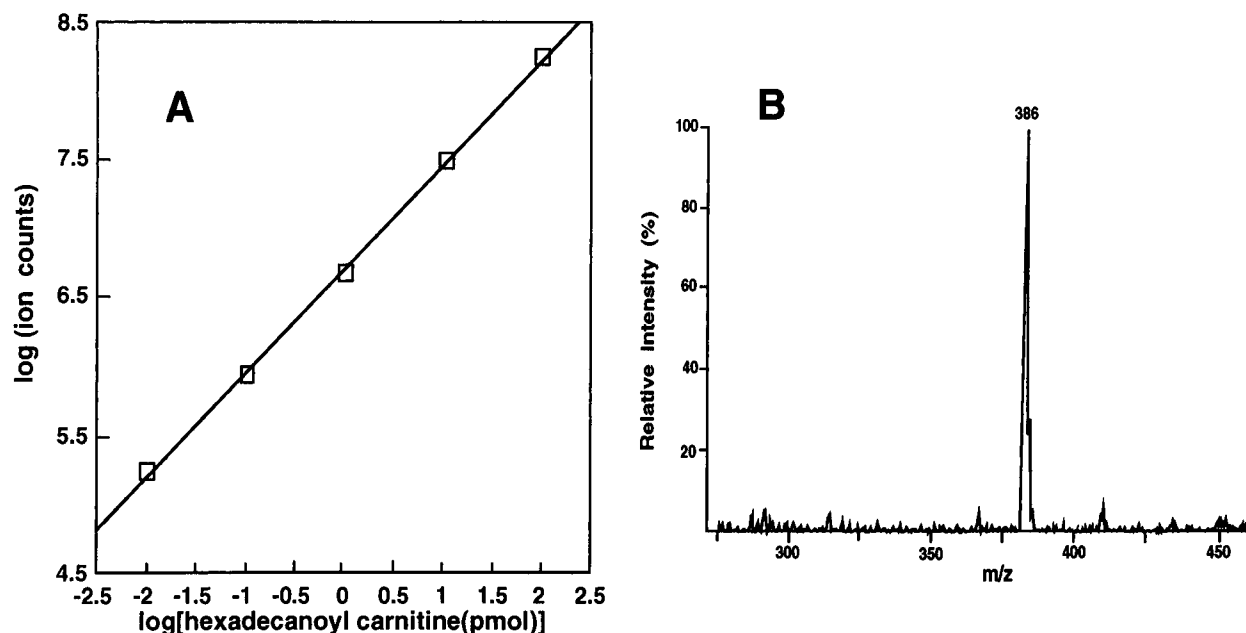 A
8.5
7.5
6.5
5.5
4.5
log (ion counts)
-2.5 -2 -1.5 -1 -0.5 0 0.5 1 1.5 2 2.5
log[hexadecanoyl carnitine(pmol)]
B
386
100
80
60
40
20
Relative Intensity (%)
300 350 400 450
m/z